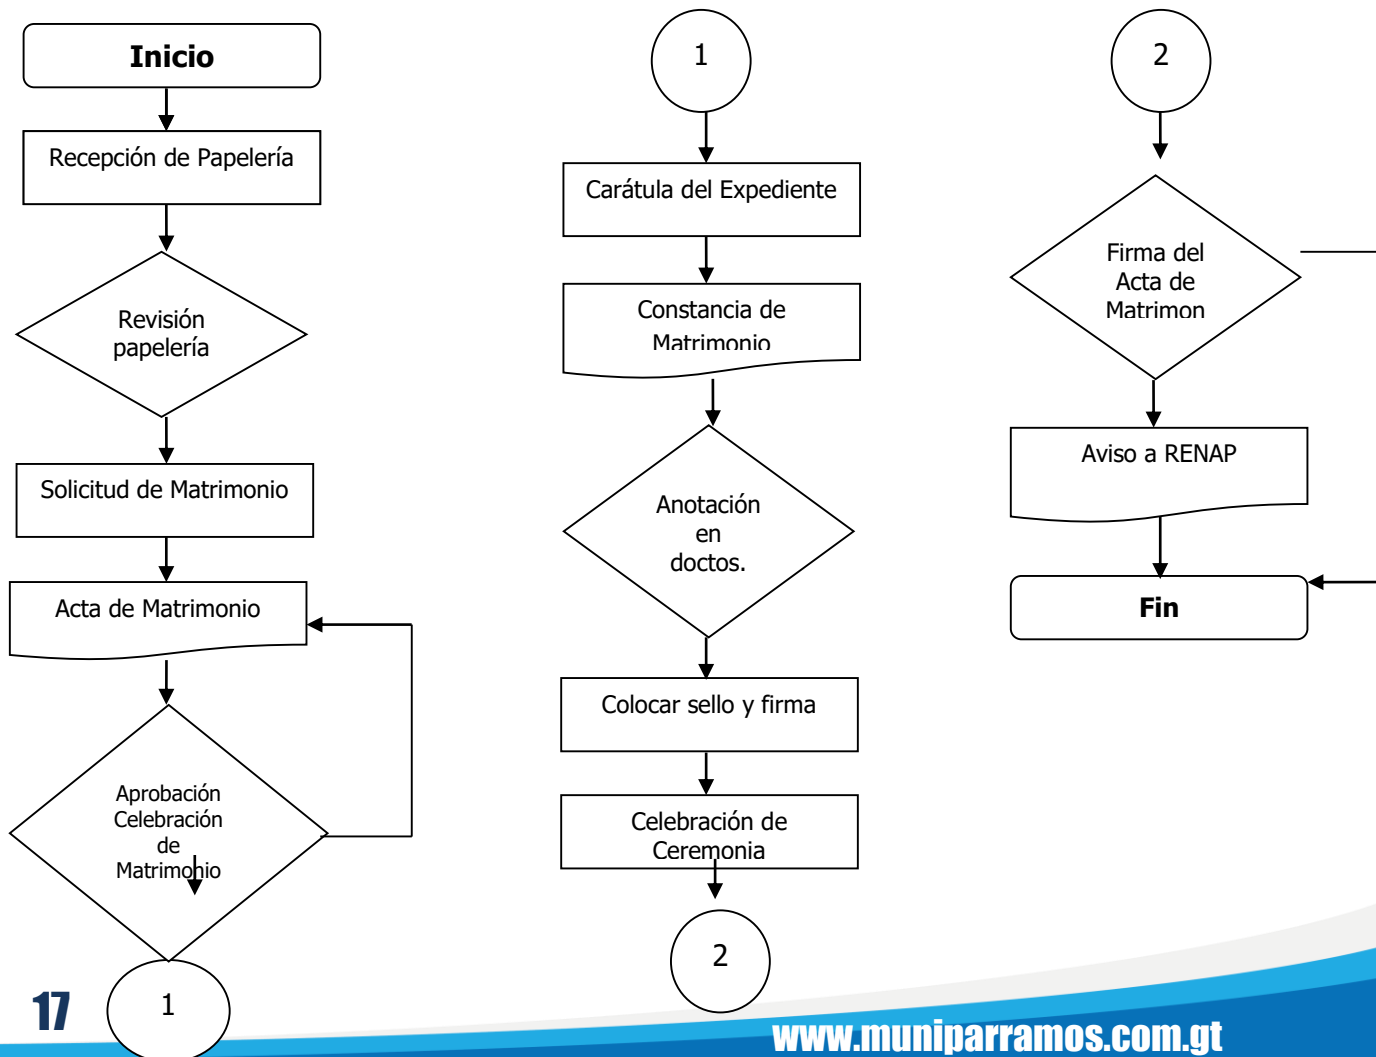 Inicio
Recepción de Papelería
Revisión
papelería
Solicitud de Matrimonio
Acta de Matrimonio
Aprobación
Celebración
de
Matrimonio
1
1
Carátula del Expediente
Constancia de
Matrimonio
Anotación
en
doctos.
Colocar sello y firma
Celebración de
Ceremonia
2
2
Firma del
Acta de
Matrimon
Aviso a RENAP
Fin
17
www.muniparramos.com.gt